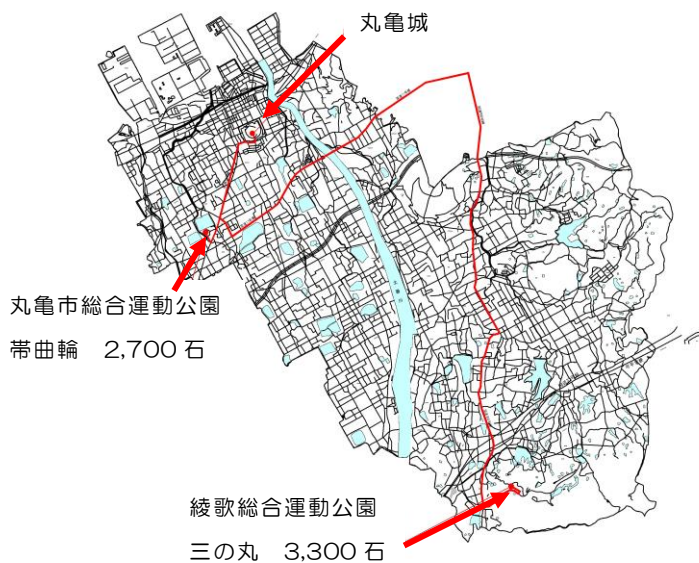 丸亀城
丸亀市総合運動公園
帯曲輪　2,700 石
綾歌総合運動公園
三の丸　3,300 石